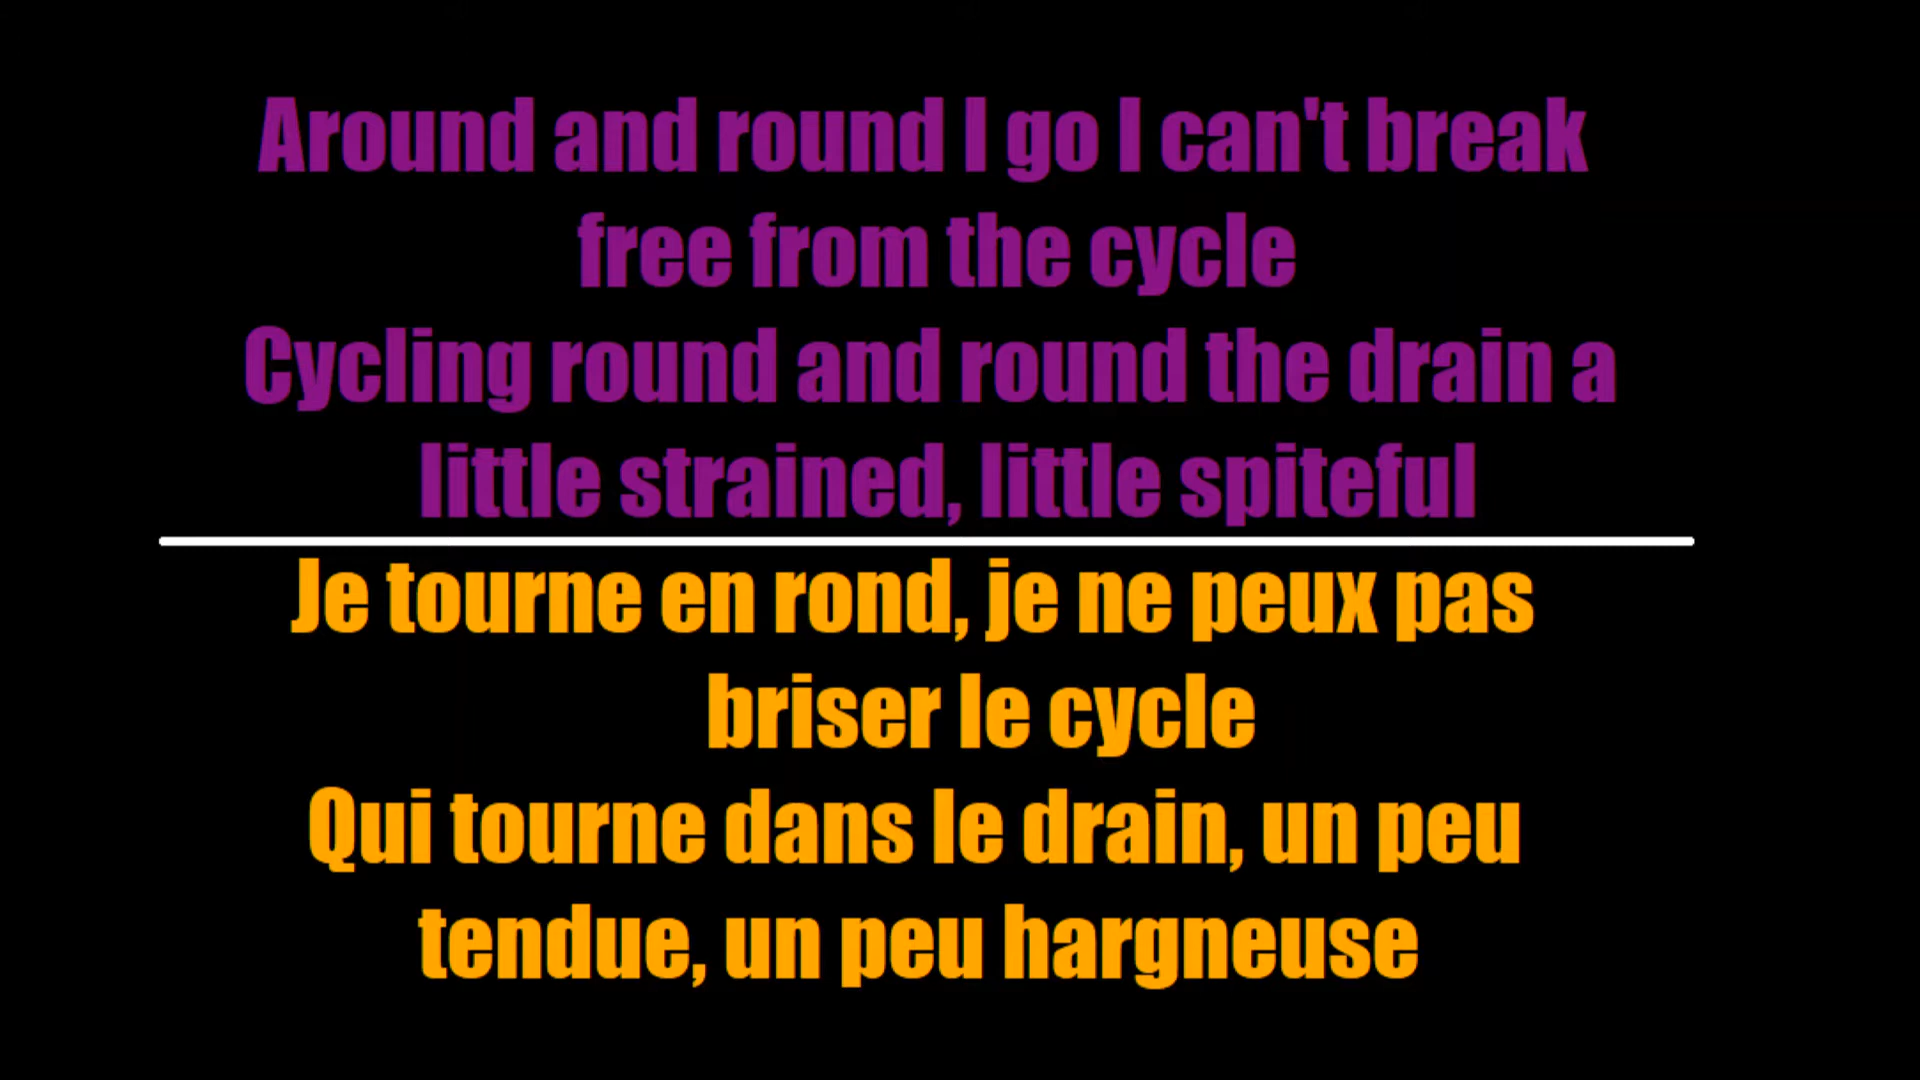 Around and round I go I can't break
free from the cycle
Cycling round and round the drain a
little strained, little spiteful
Je tourne en rond, je ne peux pas
briser le cycle
Qui tourne dans le drain, un peu
tendue, un peu hargneuse